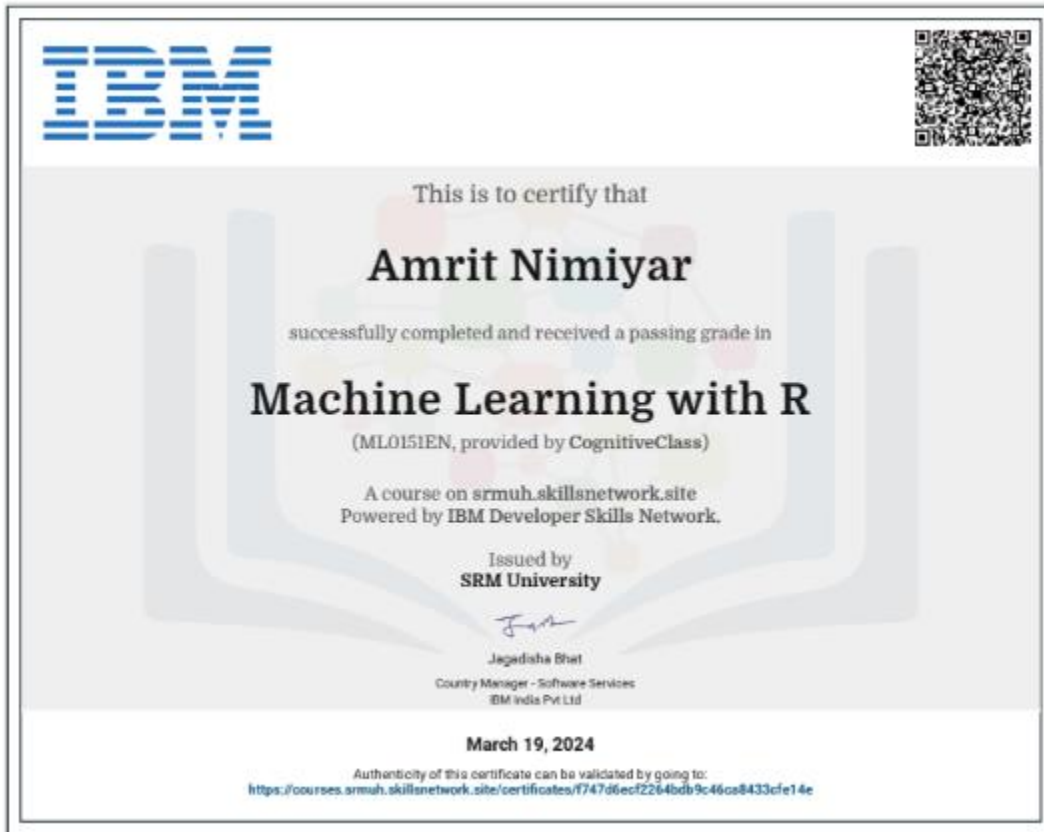 IBM
This is to certify that
Amrit Nimiyar
successfully completed and received a passing grade in
Machine Learning with R
(ML0151EN, provided by CognitiveClass)
A course on srmuh.skillsnetwork.site
Powered by IBM Developer Skills Network.
Issued by
SRM University
Jagadisha Bhat
Country Manager - Software Services
IBM India Pvt Ltd
March 19, 2024
Authenticity of this certificate can be validated by going to:
https://courses.srmuh.skillsnetwork.site/certificates/f747d6ecf2264bdb9c46ca8433cfe14e